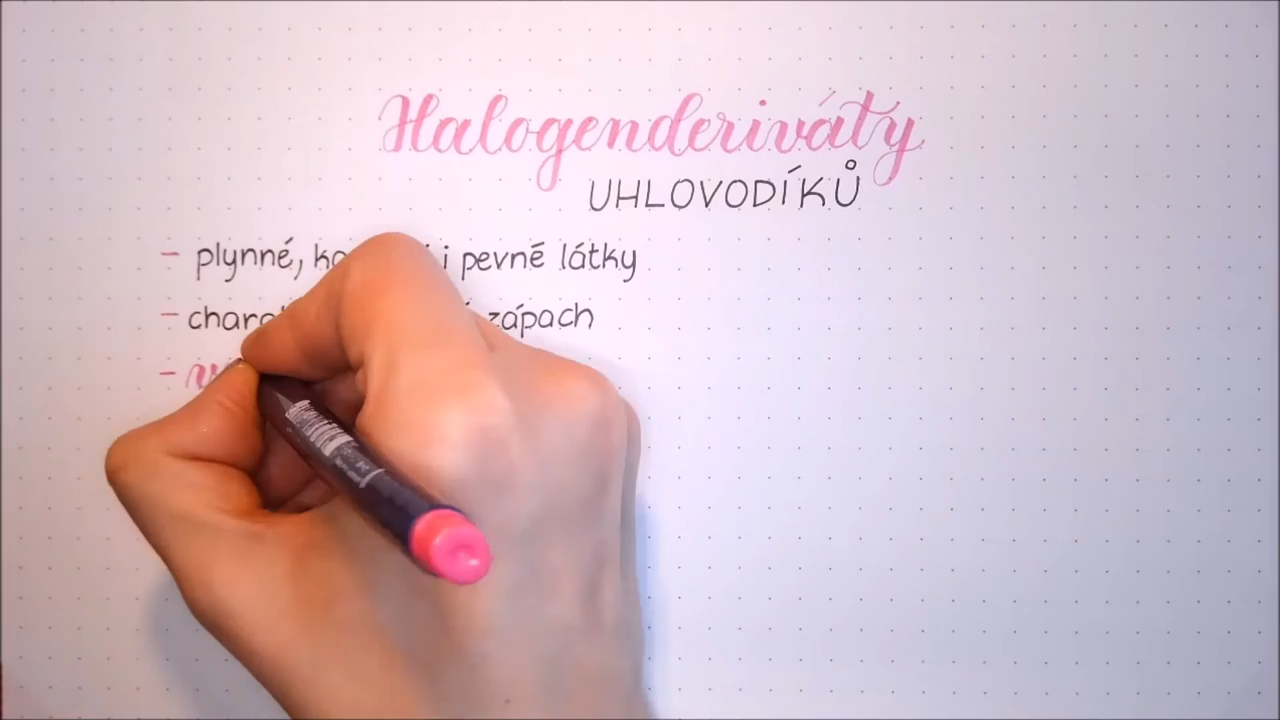 Halogenderiváty
UHLOVODÍKŮ
– plynné, i pevné látky
– zápach
–